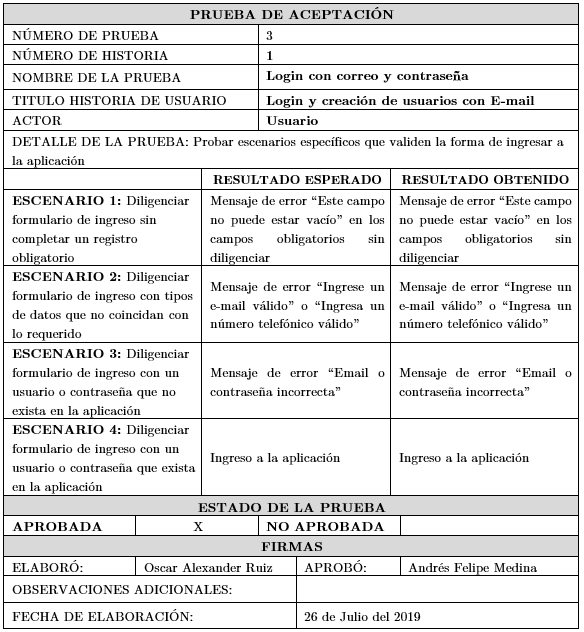 PRUEBA DE ACEPTACIÓN
NÚMERO DE PRUEBA 3
NÚMERO DE HISTORIA 1
NOMBRE DE LA PRUEBA Login con correo y contraseña
TITULO HISTORIA DE USUARIO Login y creación de usuarios con E-mail
ACTOR Usuario
DETALLE DE LA PRUEBA: Probar escenarios específicos que validen la forma de ingresar a
la aplicación
RESULTADO ESPERADO RESULTADO OBTENIDO
ESCENARIO 1: Diligenciar
formulario de ingreso sin
completar un registro
obligatorio
Mensaje de error “Este campo
no puede estar vacío” en los
campos obligatorios sin
diligenciar
Mensaje de error “Este campo
no puede estar vacío” en los
campos obligatorios sin
diligenciar
ESCENARIO 2: Diligenciar
formulario de ingreso con tipos
de datos que no coincidan con
lo requerido
Mensaje de error “Ingrese un
e-mail válido” o “Ingresa un
número telefónico válido”
Mensaje de error “Ingrese un
e-mail válido” o “Ingresa un
número telefónico válido”
ESCENARIO 3: Diligenciar
formulario de ingreso con un
usuario o contraseña que no
exista en la aplicación
Mensaje de error “Email o
contraseña incorrecta”
Mensaje de error “Email o
contraseña incorrecta”
ESCENARIO 4: Diligenciar
formulario de ingreso con un
usuario o contraseña que exista
en la aplicación
Ingreso a la aplicación
Ingreso a la aplicación
ESTADO DE LA PRUEBA
APROBADA X NO APROBADA
FIRMAS
ELABORÓ: Oscar Alexander Ruiz APROBÓ: Andrés Felipe Medina
OBSERVACIONES ADICIONALES:
FECHA DE ELABORACIÓN: 26 de Julio del 2019